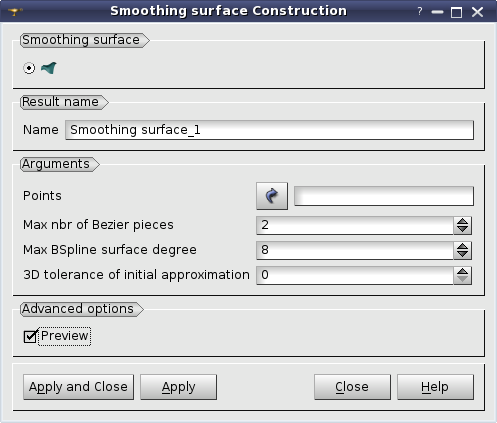 Smoothing surface Construction
?
Smoothing surface
Result name
Name Smoothing surface_1
Arguments
Points
Max nbr of Bezier pieces 2
Max BSpline surface degree 8
3D tolerance of initial approximation 0
Advanced options
Preview
Apply and Close Apply Close Help